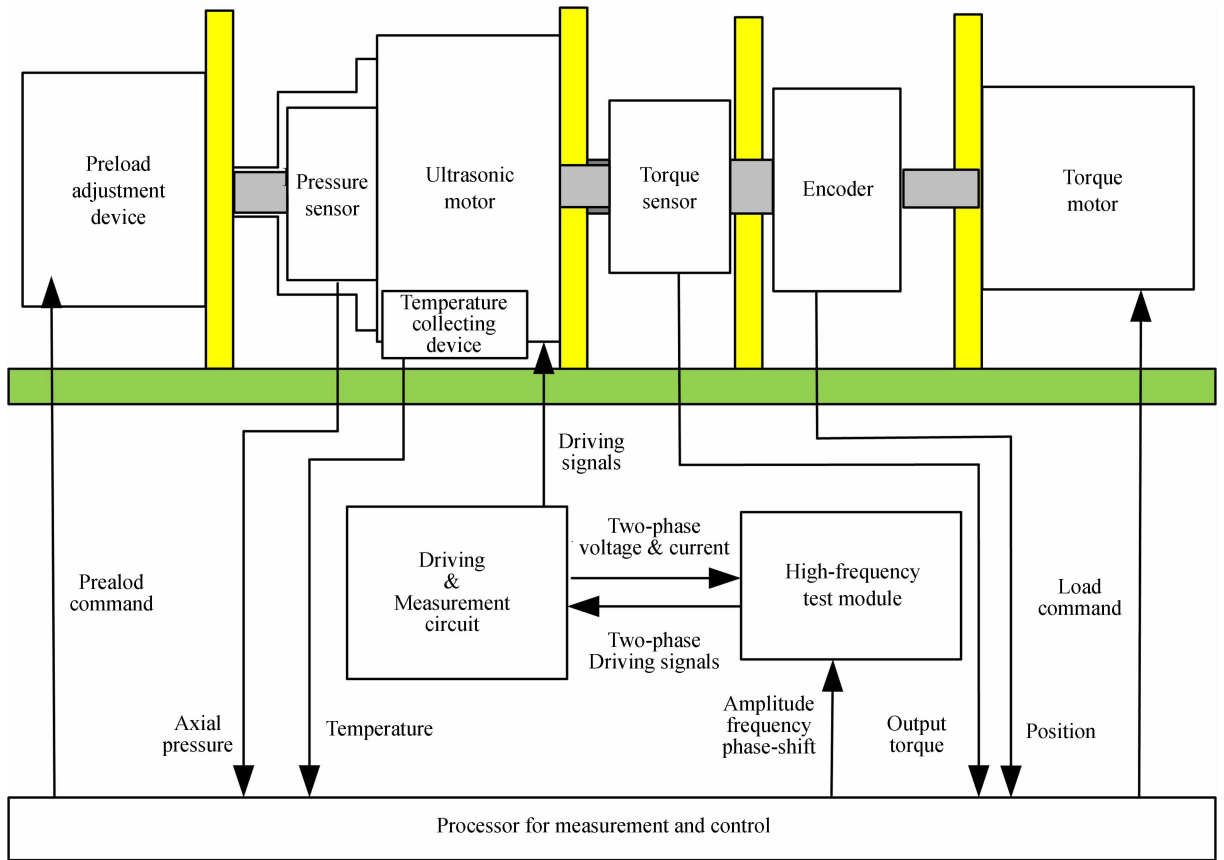 Preload
adjustment
device
Pressure
sensor
Ultrasonic
motor
Torque
sensor
Encoder
Torque
motor
Temperature
collecting
device
Driving
signals
Prealod
command
Driving
&
Measurement
circuit
Two-phase
voltage & current
Two-phase
Driving signals
High-frequency
test module
Load
command
Axial
pressure
Temperature
Amplitude
frequency
phase-shift
Output
torque
Position
Processor for measurement and control